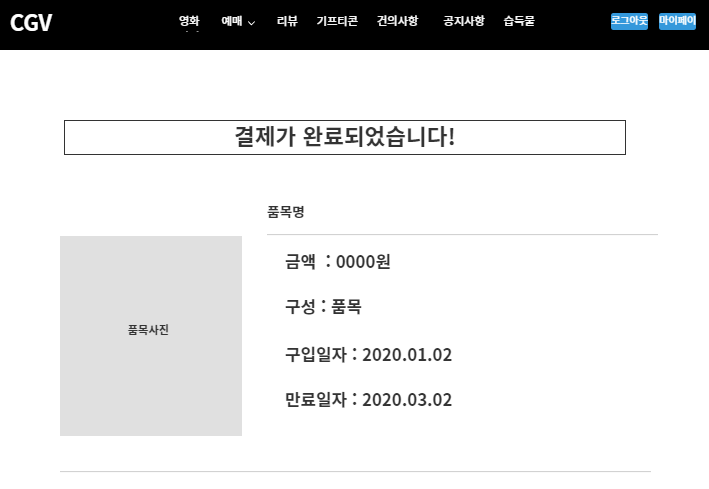 CGV 영화 예매 리뷰 기프티콘 건의사항 공지사항 습득물 로그아웃 마이페이
결제가 완료되었습니다!
품목명
품목사진
금액 : 0000원
구성 : 품목
구입일자 : 2020.01.02
만료일자 : 2020.03.02